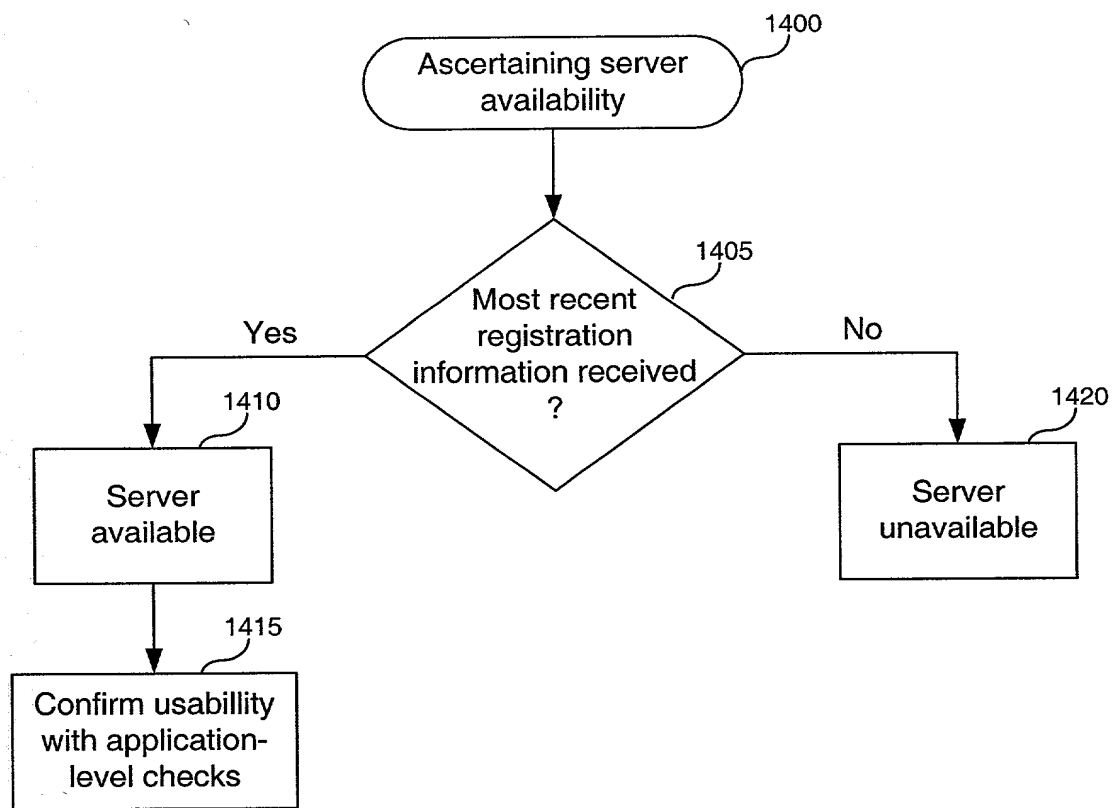 1400
Ascertaining server
availability
1405
Most recent
registration
information received
?
Yes
No
1410
Server
available
1420
Server
unavailable
1415
Confirm usabillity
with application-
level checks